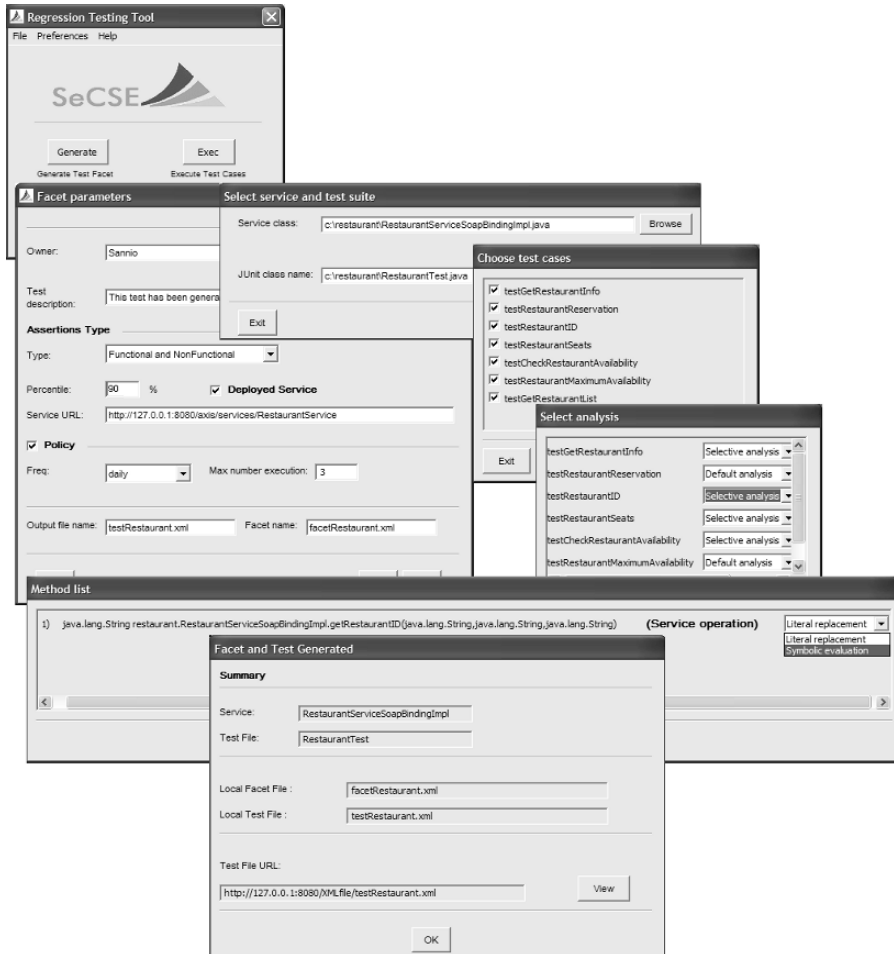 Regression Testing Tool
File Preferences Help
SeCSE
Generate
Exec
Generate Test Facet
Execute Test Cases
Facet parameters
Owner:
Sannio
Test
description:
This test has been genera
Assertions Type
Type:
Functional and NonFunctional
Percentile:
90
%
Deployed Service
Service URL:
http://127.0.0.1:8080/axis/services/RestaurantService
Policy
Freq:
daily
Max number execution:
3
Output file name:
testRestaurant.xml
Facet name:
facetRestaurant.xml
Select service and test suite
Service class:
c:\restaurant\RestaurantServiceSoapBindingImpl.java
Browse
JUnit class name:
c:\restaurant\RestaurantTest.java
Exit
Choose test cases
testGetRestaurantInfo
testRestaurantReservation
testRestaurantID
testRestaurantSeats
testCheckRestaurantAvailability
testRestaurantMaximumAvailability
testGetRestaurantList
Exit
Select analysis
testGetRestaurantInfo Selective analysis
testRestaurantReservation Default analysis
testRestaurantID Selective analysis
testRestaurantSeats Selective analysis
testCheckRestaurantAvailability Selective analysis
testRestaurantMaximumAvailability Default analysis
Method list
1) java.lang.String restaurant.RestaurantServiceSoapBindingImpl.getRestaurantID(java.lang.String,java.lang.String,java.lang.String) (Service operation) Literal replacement
Literal replacement
Symbolic evaluation
Facet and Test Generated
Summary
Service:
RestaurantServiceSoapBindingImpl
Test File:
RestaurantTest
Local Facet File :
facetRestaurant.xml
Local Test File :
testRestaurant.xml
Test File URL:
http://127.0.0.1:8080/XMLfile/testRestaurant.xml
View
OK